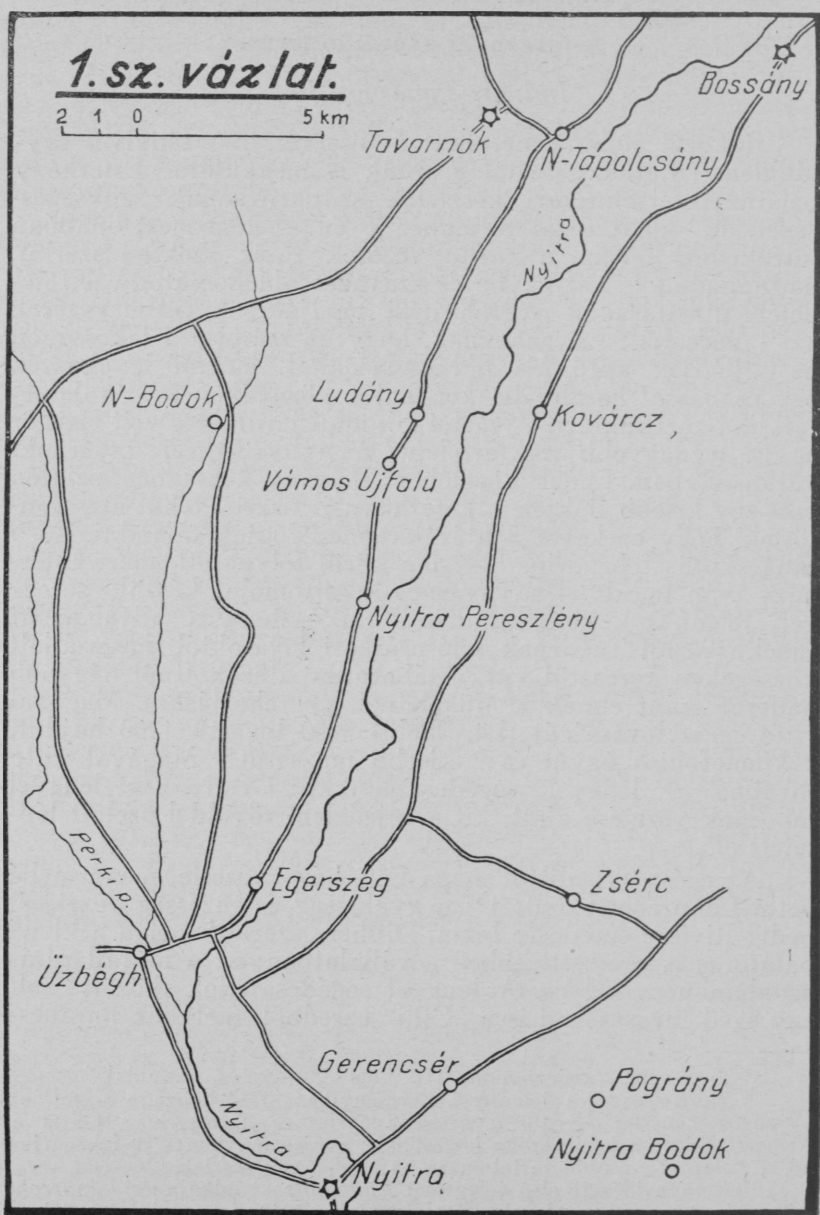 1. sz. vázlat.
2 1 0 5 km
Bossány
Tavarnok
N-Tapolcsány
Nyitra
N-Bodok
Ludány
Kovárcz
Vámos Ujfalu
Nyitra Pereszlény
Perki p.
Egerszeg
Zsérc
Üzbégh
Gerencsér
Pográny
Nyitra
Nyitra Bodok
Nyitra